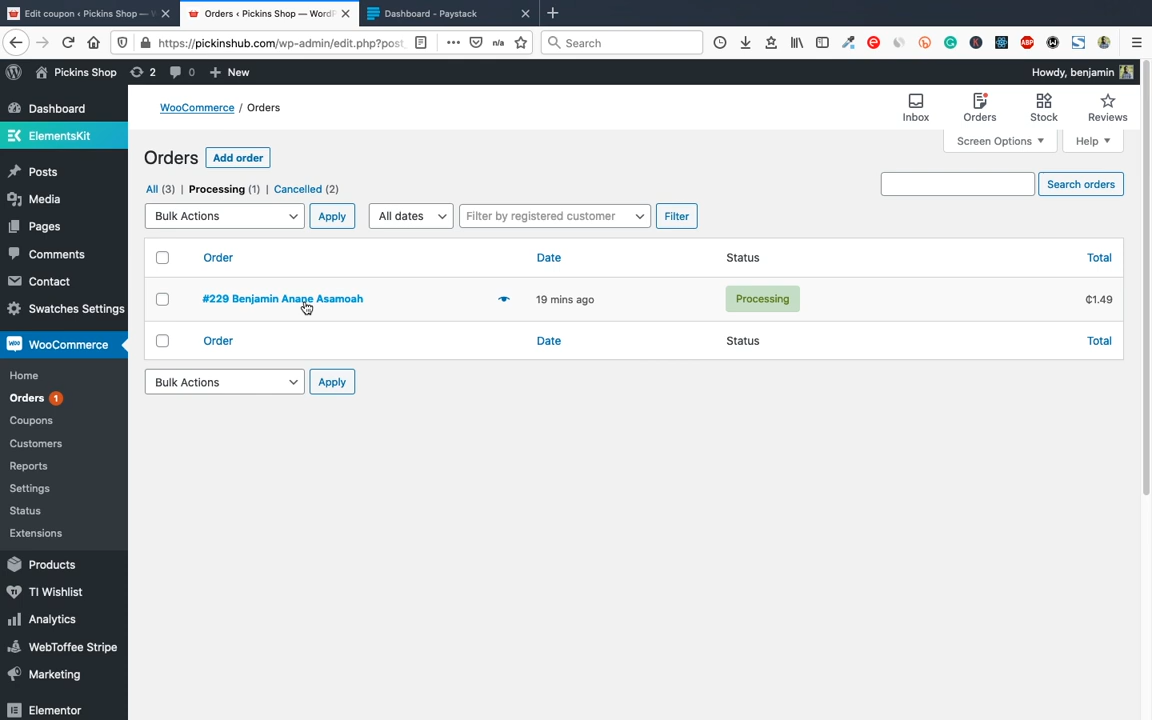 Edit coupon ‹ Pickins Shop — W
Orders ‹ Pickins Shop — WordP
Dashboard - Paystack
https://pickinshub.com/wp-admin/edit.php?post_
Search
Pickins Shop
2
0
New
Howdy, benjamin
Dashboard
ElementsKit
Posts
Media
Pages
Comments
Contact
Swatches Settings
WooCommerce
Home
Orders 1
Coupons
Customers
Reports
Settings
Status
Extensions
Products
TI Wishlist
Analytics
WebToffee Stripe
Marketing
Elementor
WooCommerce / Orders
Inbox
Orders
Stock
Reviews
Screen Options
Help
Orders
Add order
All (3) | Processing (1) | Cancelled (2)
Search orders
Bulk Actions
Apply
All dates
Filter by registered customer
Filter
Order
Date
Status
Total
#229 Benjamin Anane Asamoah
19 mins ago
Processing
₵1.49
Order
Date
Status
Total
Bulk Actions
Apply